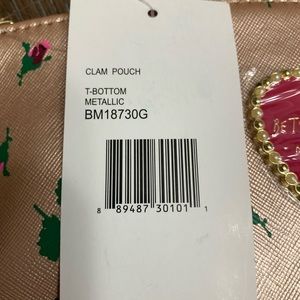 CLAM POUCH
T-BOTTOM
METALLIC
BM18730G
8 89487 30101 1